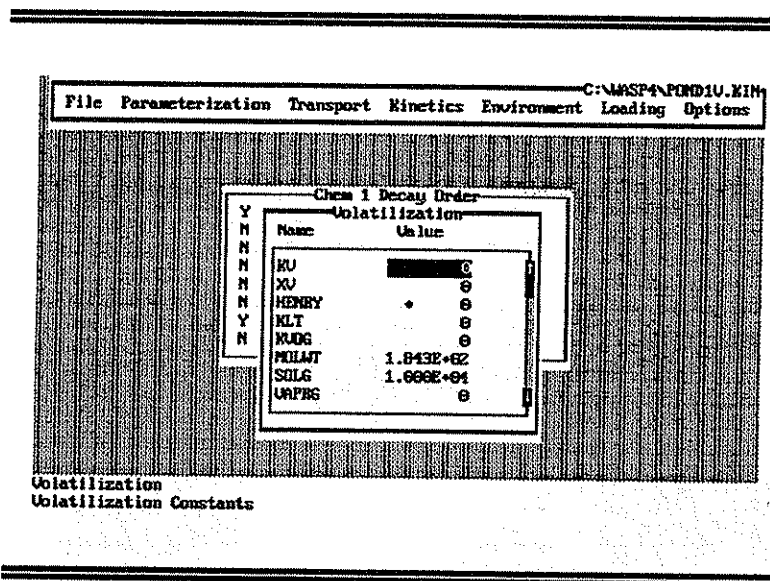 C:\WASP4\POND1V.KIN
File Parameterization Transport Kinetics Environment Loading Options
Chem 1 Decay Order
Y
N
N
N
N
N
Y
N
Volatilization
Name Value
KV 0
XV 0
HENRY 0
KLT 0
KVOG 0
MOLWT 1.843E+02
SOLG 1.600E+04
VAPRG 0
Volatilization
Volatilization Constants